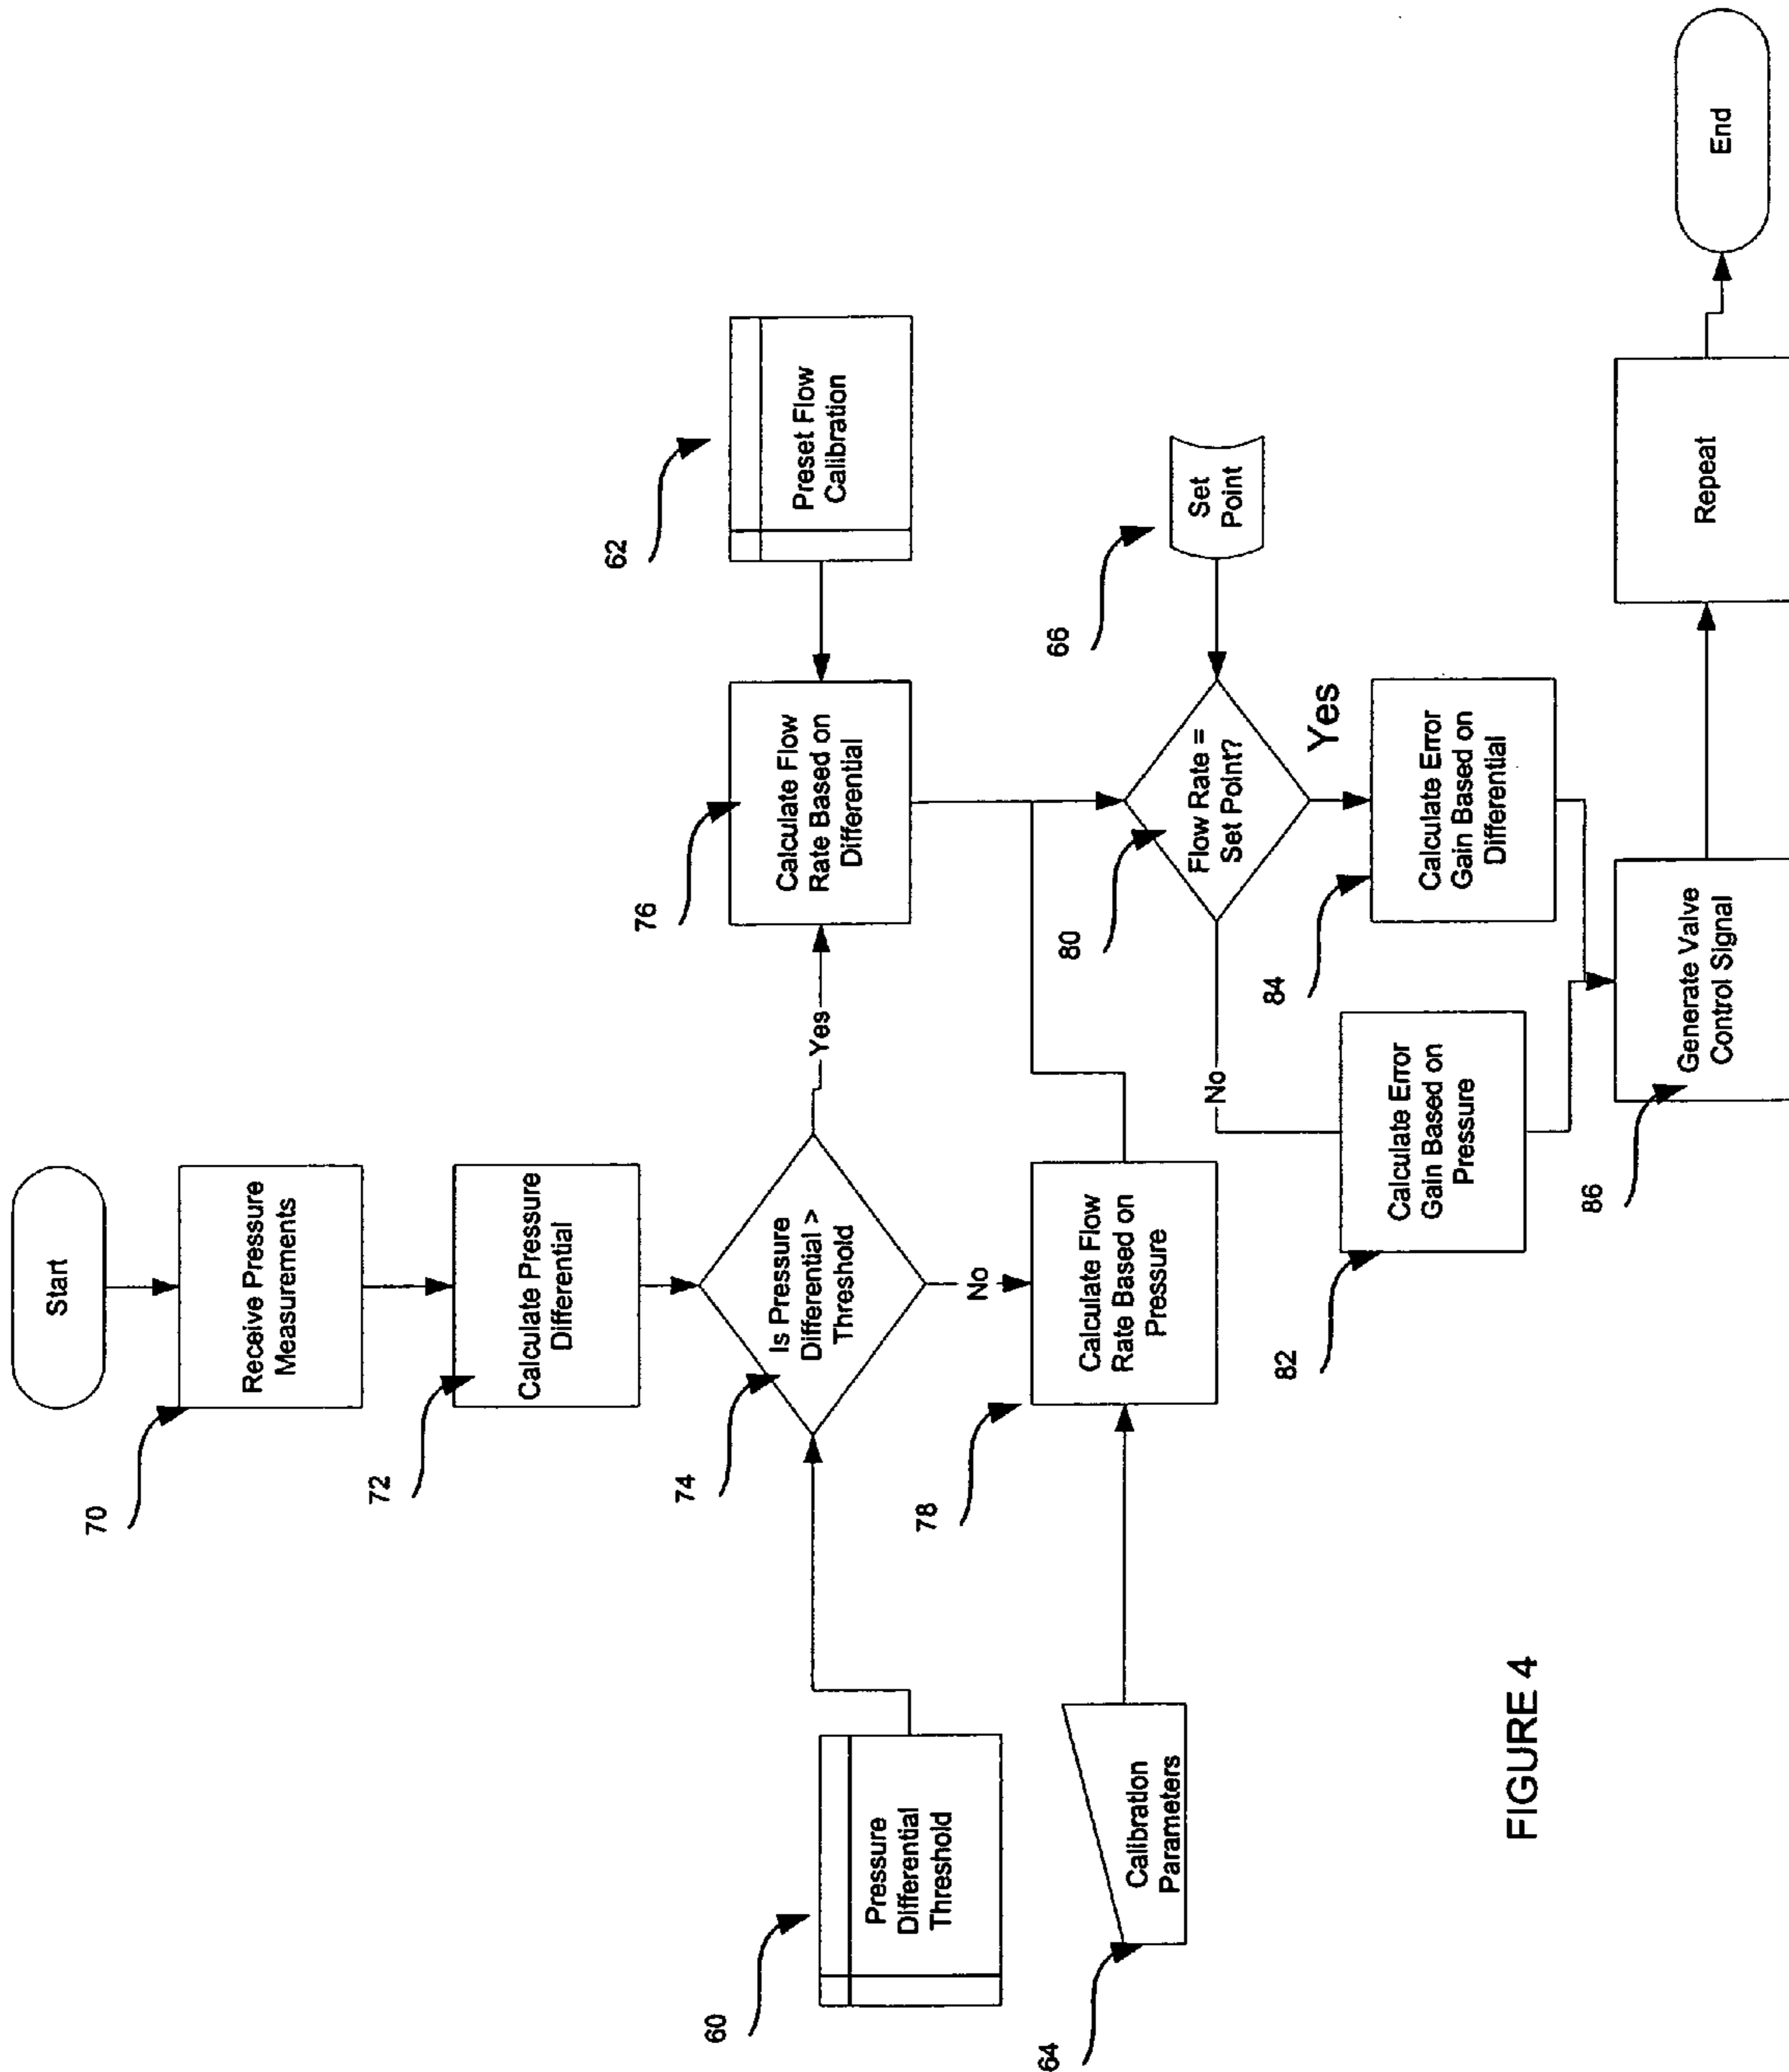 Start
70
Receive Pressure
Measurements
72
Calculate Pressure
Differential
74
Is Pressure
Differential >
Threshold
60
Pressure
Differential
Threshold
Yes
No
76
Calculate Flow
Rate Based on
Differential
62
Preset Flow
Calibration
64
Calibration
Parameters
78
Calculate Flow
Rate Based on
Pressure
80
Flow Rate =
Set Point?
66
Set
Point
No
Yes
82
Calculate Error
Gain Based on
Pressure
84
Calculate Error
Gain Based on
Differential
86
Generate Valve
Control Signal
Repeat
End
FIGURE 4